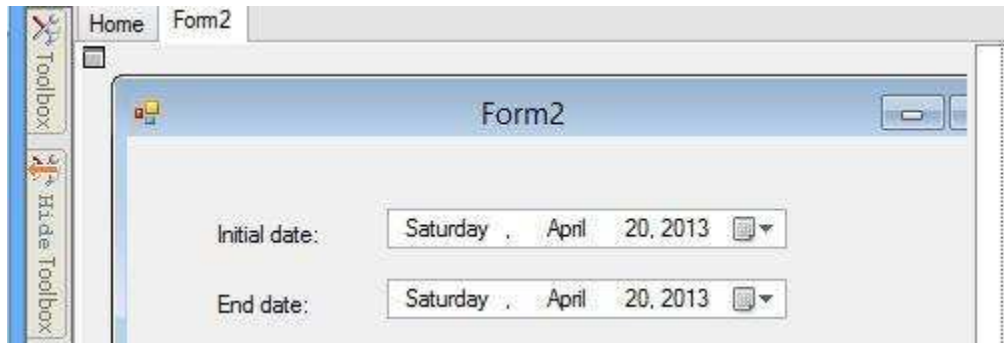 Home Form2
Toolbox
Form2
Hide Toolbox
Initial date: Saturday , April 20, 2013
End date: Saturday , April 20, 2013